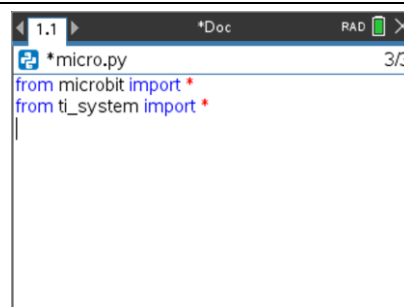 1.1 *Doc RAD
*micro.py 3/3
from microbit import *
from ti_system import *